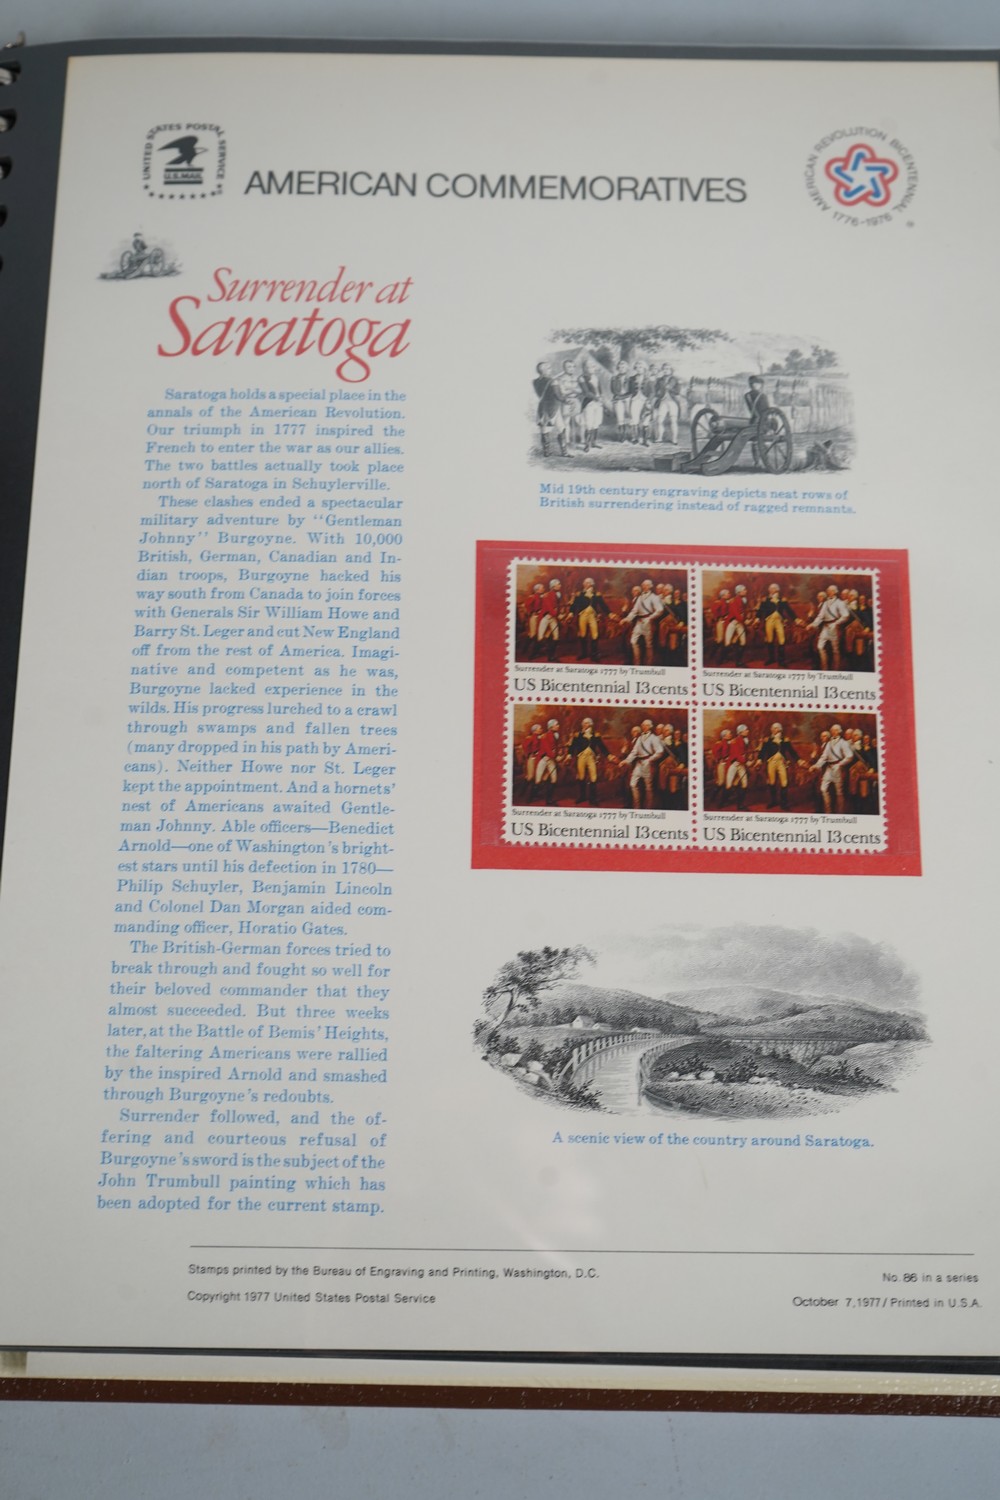 UNITED STATES POSTAL SERVICE
U.S.MAIL
AMERICAN COMMEMORATIVES
AMERICAN REVOLUTION BICENTENNIAL
1776-1976
®
Surrender at
Saratoga
Saratoga holds a special place in the
annals of the American Revolution.
Our triumph in 1777 inspired the
French to enter the war as our allies.
The two battles actually took place
north of Saratoga in Schuylerville.
These clashes ended a spectacular
military adventure by "Gentleman
Johnny" Burgoyne. With 10,000
British, German, Canadian and In-
dian troops, Burgoyne hacked his
way south from Canada to join forces
with Generals Sir William Howe and
Barry St. Leger and cut New England
off from the rest of America. Imagi-
native and competent as he was,
Burgoyne lacked experience in the
wilds. His progress lurched to a crawl
through swamps and fallen trees
(many dropped in his path by Ameri-
cans). Neither Howe nor St. Leger
kept the appointment. And a hornets'
nest of Americans awaited Gentle-
man Johnny. Able officers—Benedict
Arnold—one of Washington's bright-
est stars until his defection in 1780—
Philip Schuyler, Benjamin Lincoln
and Colonel Dan Morgan aided com-
manding officer, Horatio Gates.
The British-German forces tried to
break through and fought so well for
their beloved commander that they
almost succeeded. But three weeks
later, at the Battle of Bemis' Heights,
the faltering Americans were rallied
by the inspired Arnold and smashed
through Burgoyne's redoubts.
Surrender followed, and the of-
fering and courteous refusal of
Burgoyne's sword is the subject of the
John Trumbull painting which has
been adopted for the current stamp.
Mid 19th century engraving depicts neat rows of
British surrendering instead of ragged remnants.
Surrender at Saratoga 1777 by Trumbull
US Bicentennial 13 cents
Surrender at Saratoga 1777 by Trumbull
US Bicentennial 13 cents
Surrender at Saratoga 1777 by Trumbull
US Bicentennial 13 cents
Surrender at Saratoga 1777 by Trumbull
US Bicentennial 13 cents
A scenic view of the country around Saratoga.
Stamps printed by the Bureau of Engraving and Printing, Washington, D.C.
Copyright 1977 United States Postal Service
No. 86 in a series
October 7, 1977/Printed in U.S.A.